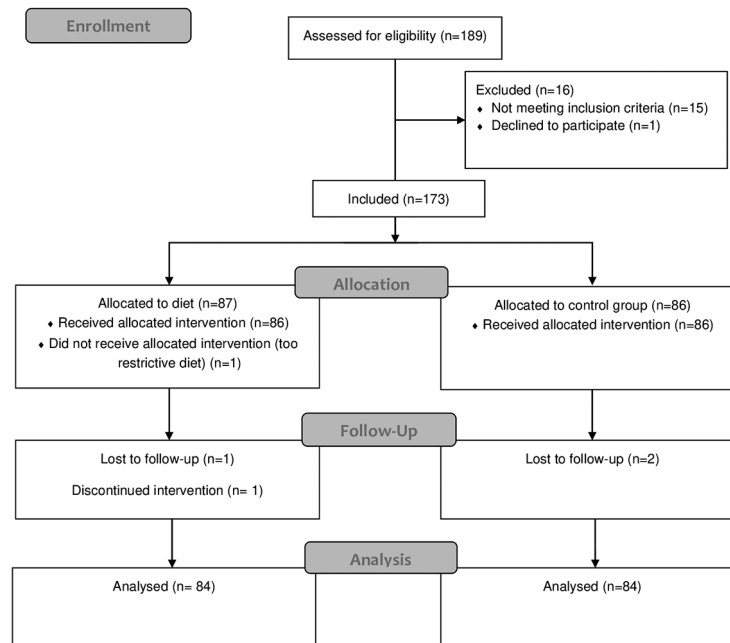 Enrollment
Assessed for eligibility (n=189)
Excluded (n=16)
♦ Not meeting inclusion criteria (n=15)
♦ Declined to participate (n=1)
Included (n=173)
Allocation
Allocated to diet (n=87)
♦ Received allocated intervention (n=86)
♦ Did not receive allocated intervention (too
restrictive diet) (n=1)
Allocated to control group (n=86)
♦ Received allocated intervention (n=86)
Follow-Up
Lost to follow-up (n=1)
Discontinued intervention (n= 1)
Lost to follow-up (n=2)
Analysis
Analysed (n= 84)
Analysed (n=84)